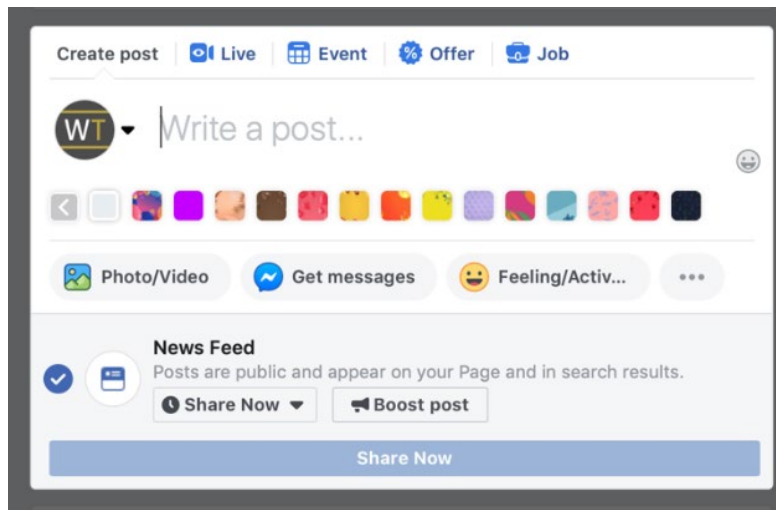 Create post Live Event Offer Job
WT Write a post...
Photo/Video Get messages Feeling/Activ... •••
News Feed
Posts are public and appear on your Page and in search results.
Share Now Boost post
Share Now